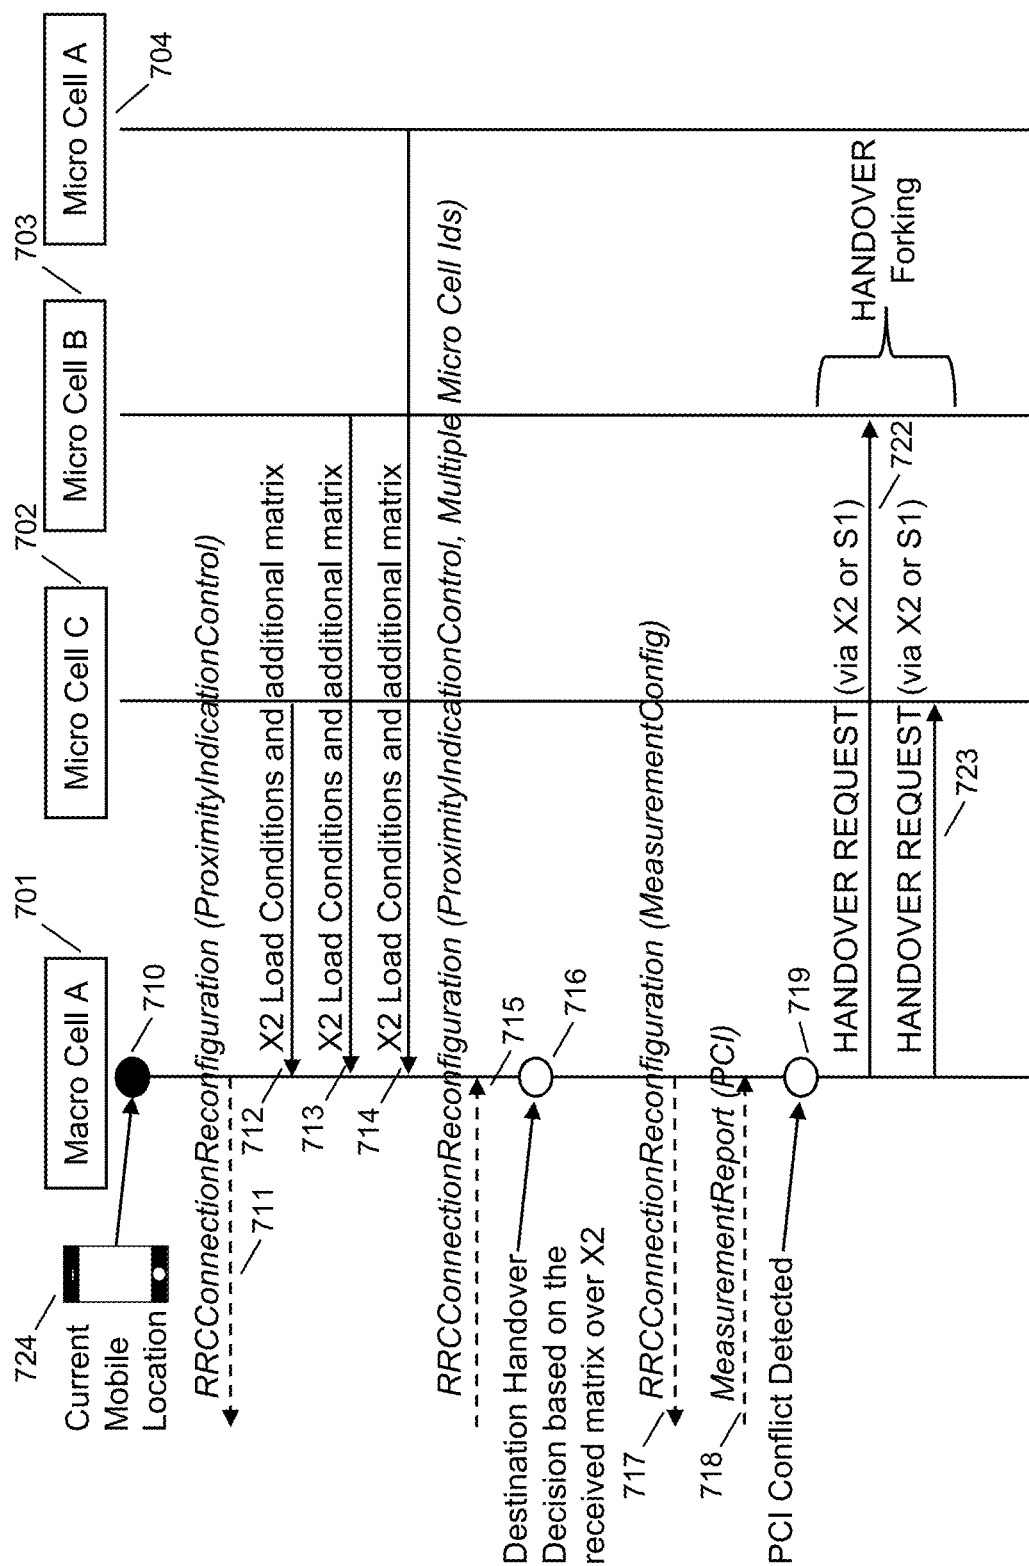 724
Current
Mobile
Location
Macro Cell A
701
Micro Cell C
702
Micro Cell B
703
Micro Cell A
704
710
RRCConnectionReconfiguration (ProximityIndicationControl)
711
X2 Load Conditions and additional matrix
712
X2 Load Conditions and additional matrix
713
X2 Load Conditions and additional matrix
714
RRCConnectionReconfiguration (ProximityIndicationControl, Multiple Micro Cell Ids)
715
Destination Handover
Decision based on the
received matrix over X2
716
RRCConnectionReconfiguration (MeasurementConfig)
717
MeasurementReport (PCI)
718
PCI Conflict Detected
719
HANDOVER REQUEST (via X2 or S1)
722
HANDOVER REQUEST (via X2 or S1)
723
HANDOVER
Forking